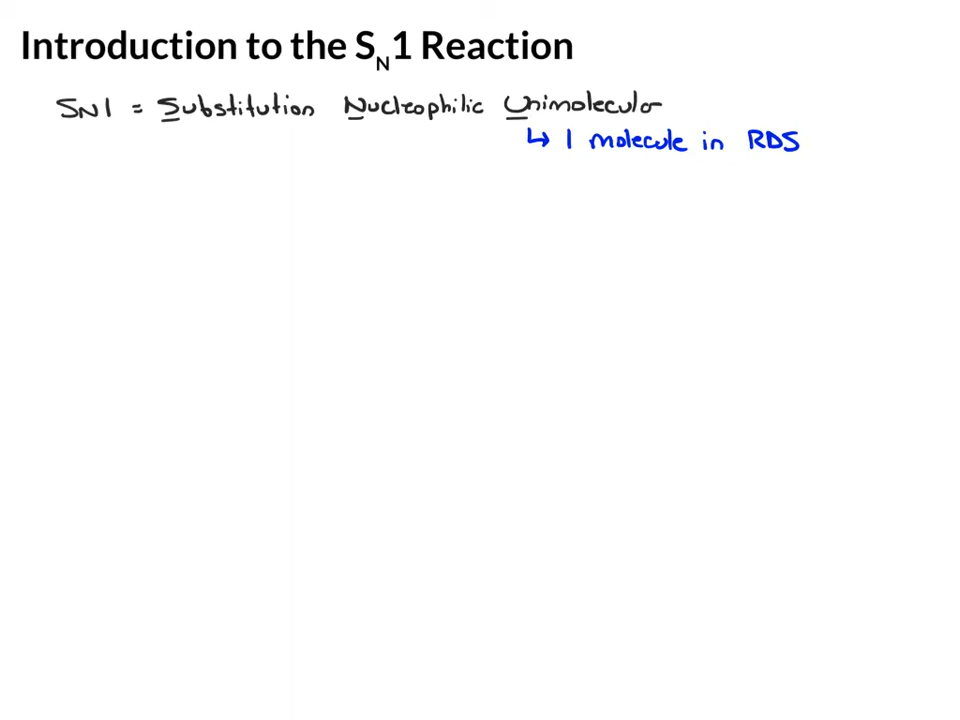 Introduction to the SN1 Reaction
SN1 = Substitution Nucleophilic Unimolecular
↳ 1 molecule in RDS